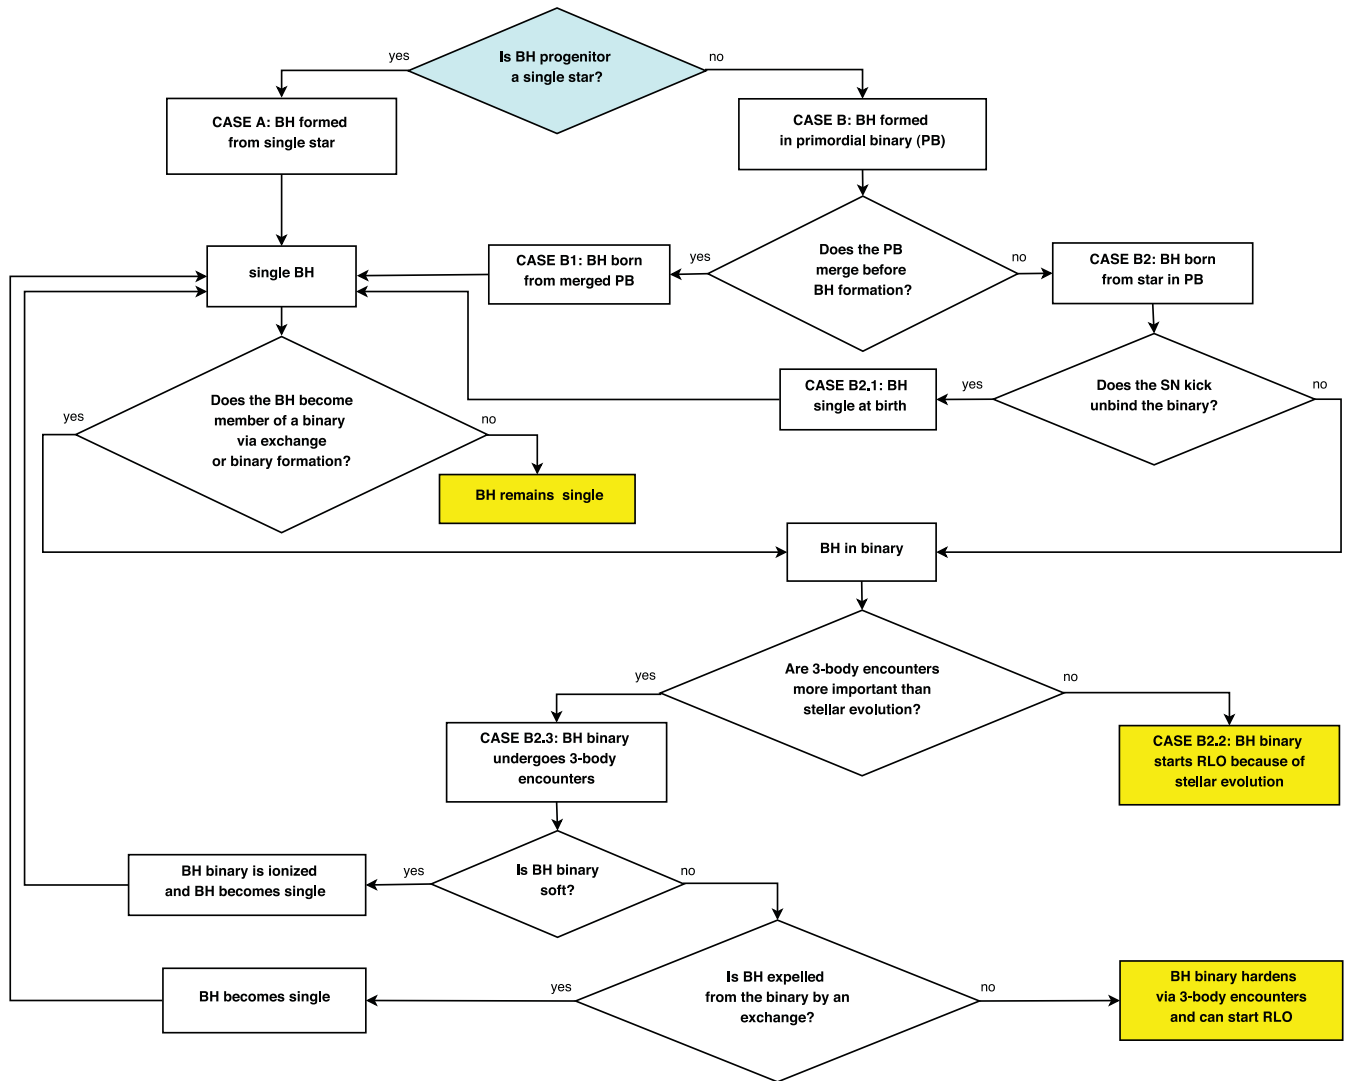 Is BH progenitor
a single star?
yes
no
CASE A: BH formed
from single star
CASE B: BH formed
in primordial binary (PB)
single BH
CASE B1: BH born
from merged PB
yes
Does the PB
merge before
BH formation?
no
CASE B2: BH born
from star in PB
Does the BH become
member of a binary
via exchange
or binary formation?
yes
no
CASE B2.1: BH
single at birth
yes
Does the SN kick
unbind the binary?
no
BH remains single
BH in binary
Are 3-body encounters
more important than
stellar evolution?
yes
no
CASE B2.3: BH binary
undergoes 3-body
encounters
CASE B2.2: BH binary
starts RLO because of
stellar evolution
BH binary is ionized
and BH becomes single
yes
Is BH binary
soft?
no
BH becomes single
yes
Is BH expelled
from the binary by an
exchange?
no
BH binary hardens
via 3-body encounters
and can start RLO